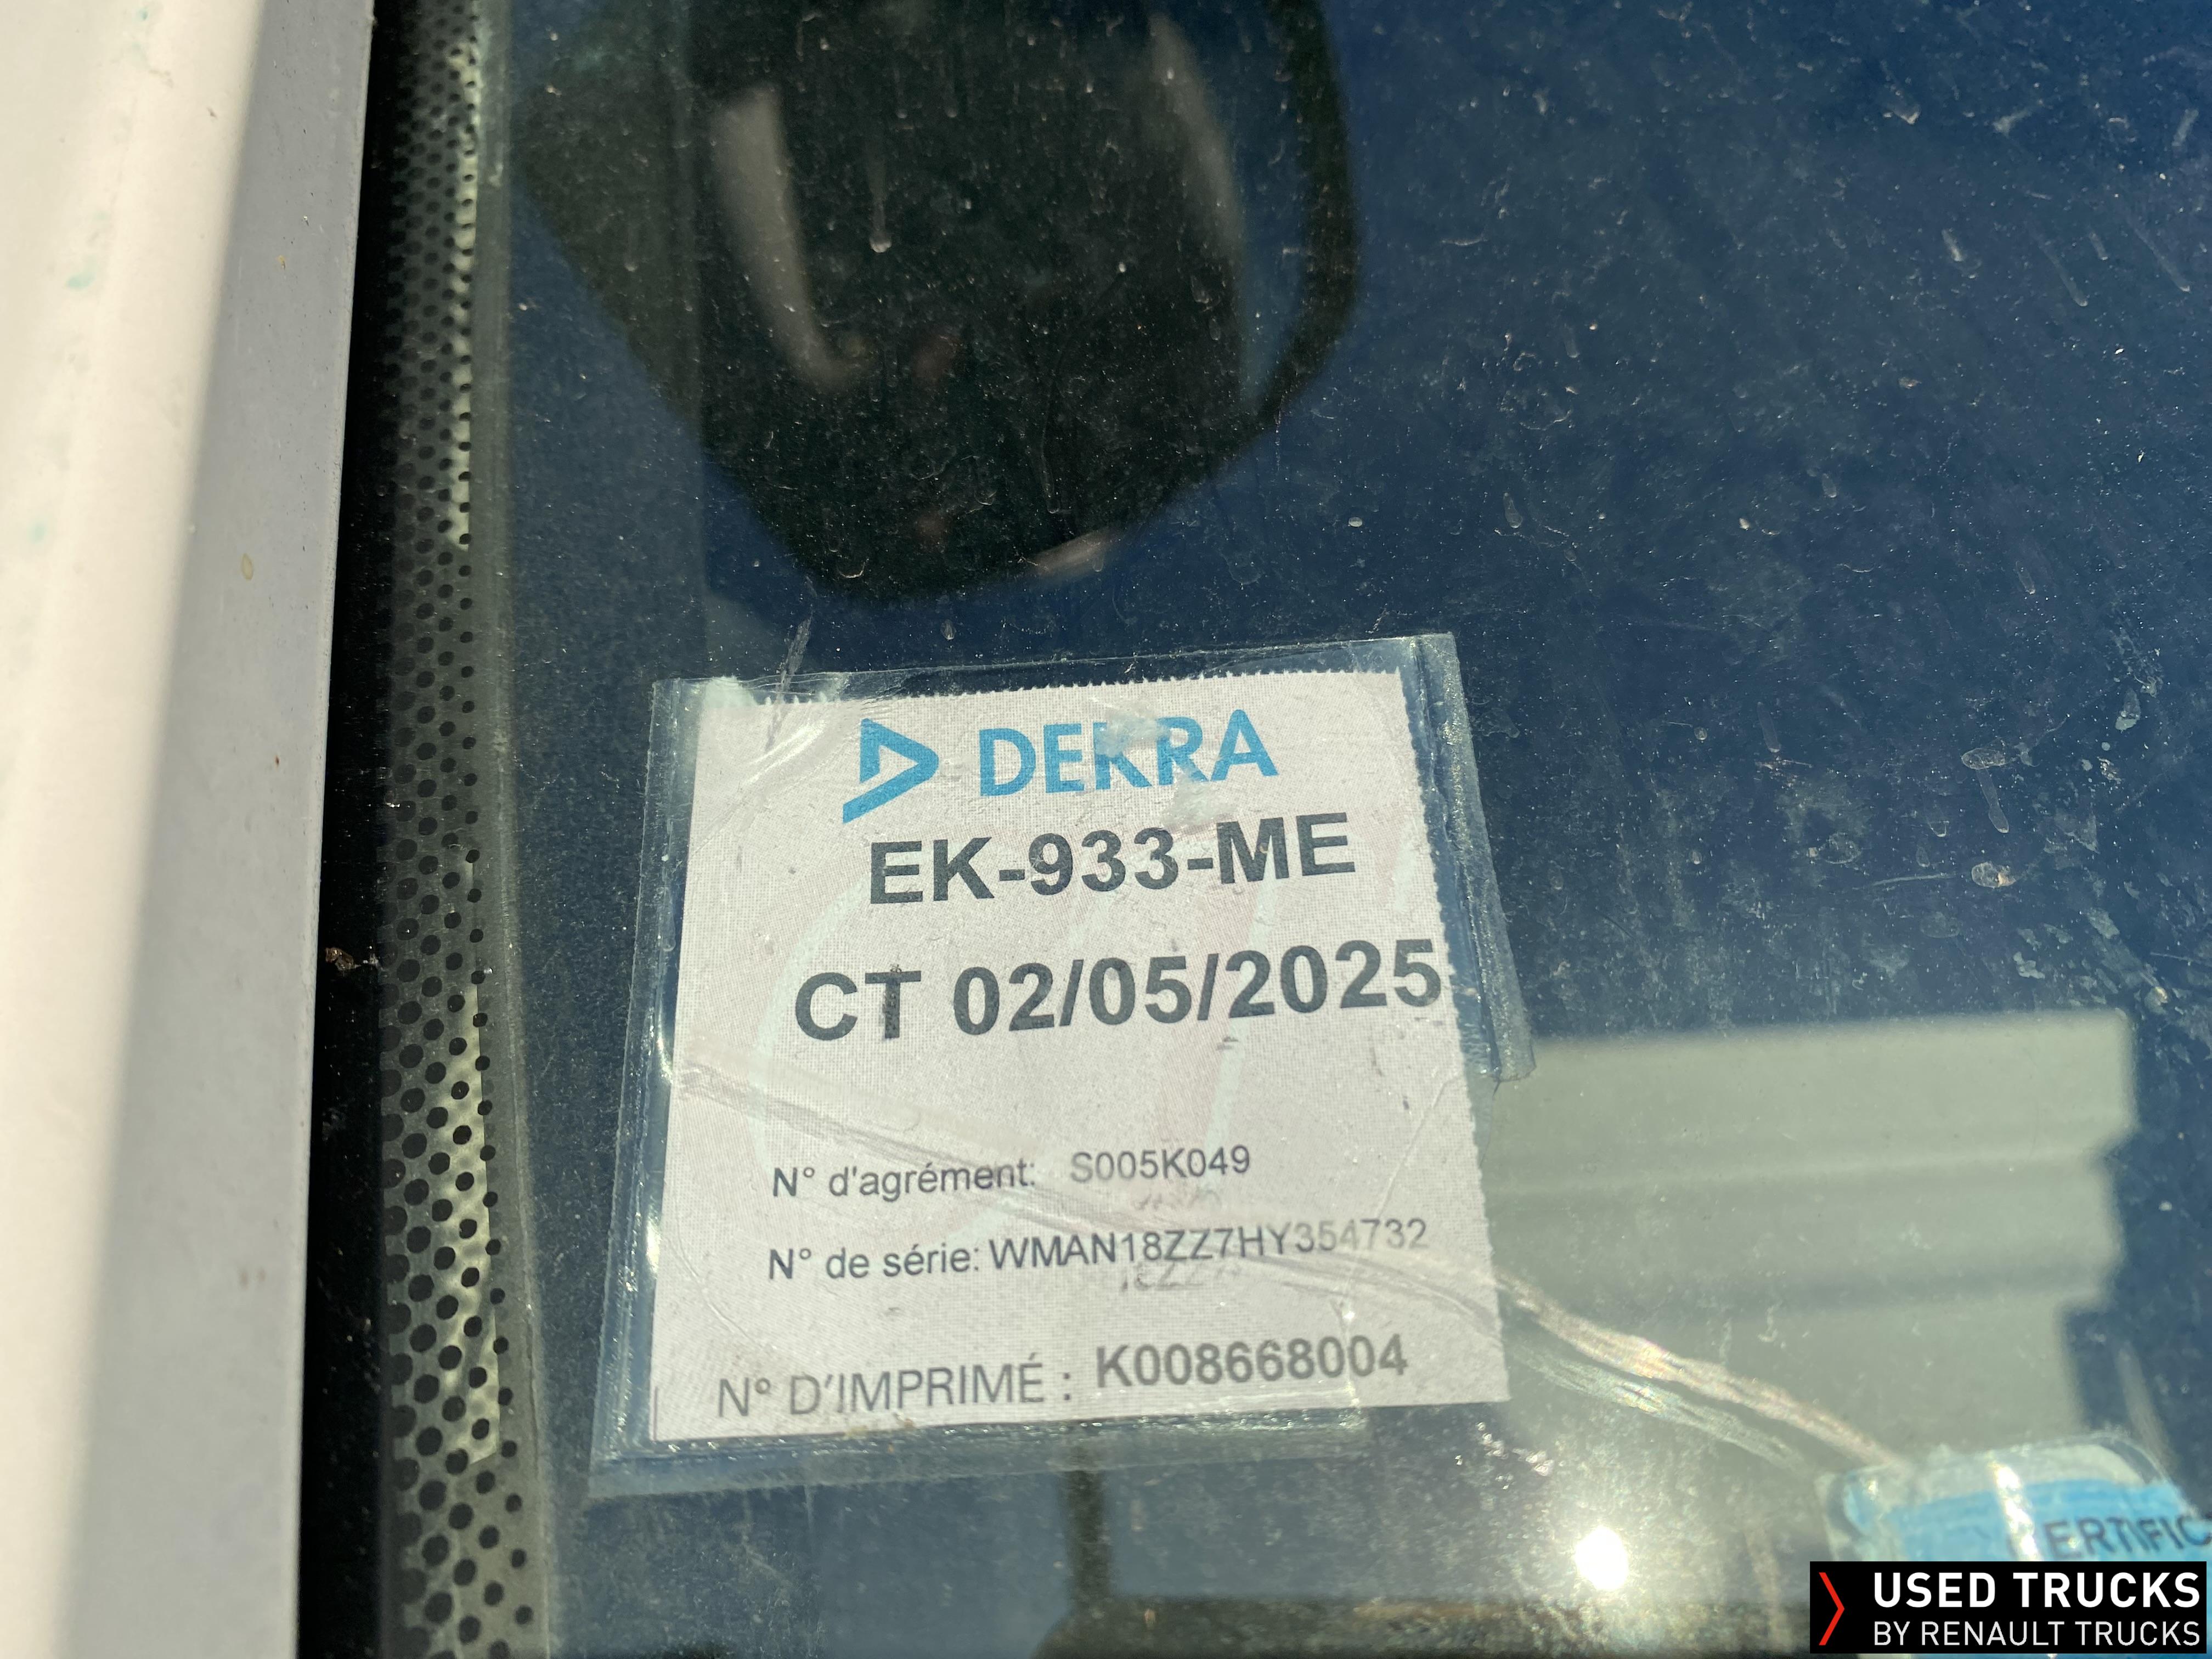 DEKRA
EK-933-ME
CT 02/05/2025
N° d'agrément: S005K049
N° de série: WMAN18ZZ7HY354732
N° D'IMPRIMÉ : K008668004
ERTIFIC
USED TRUCKS
BY RENAULT TRUCKS